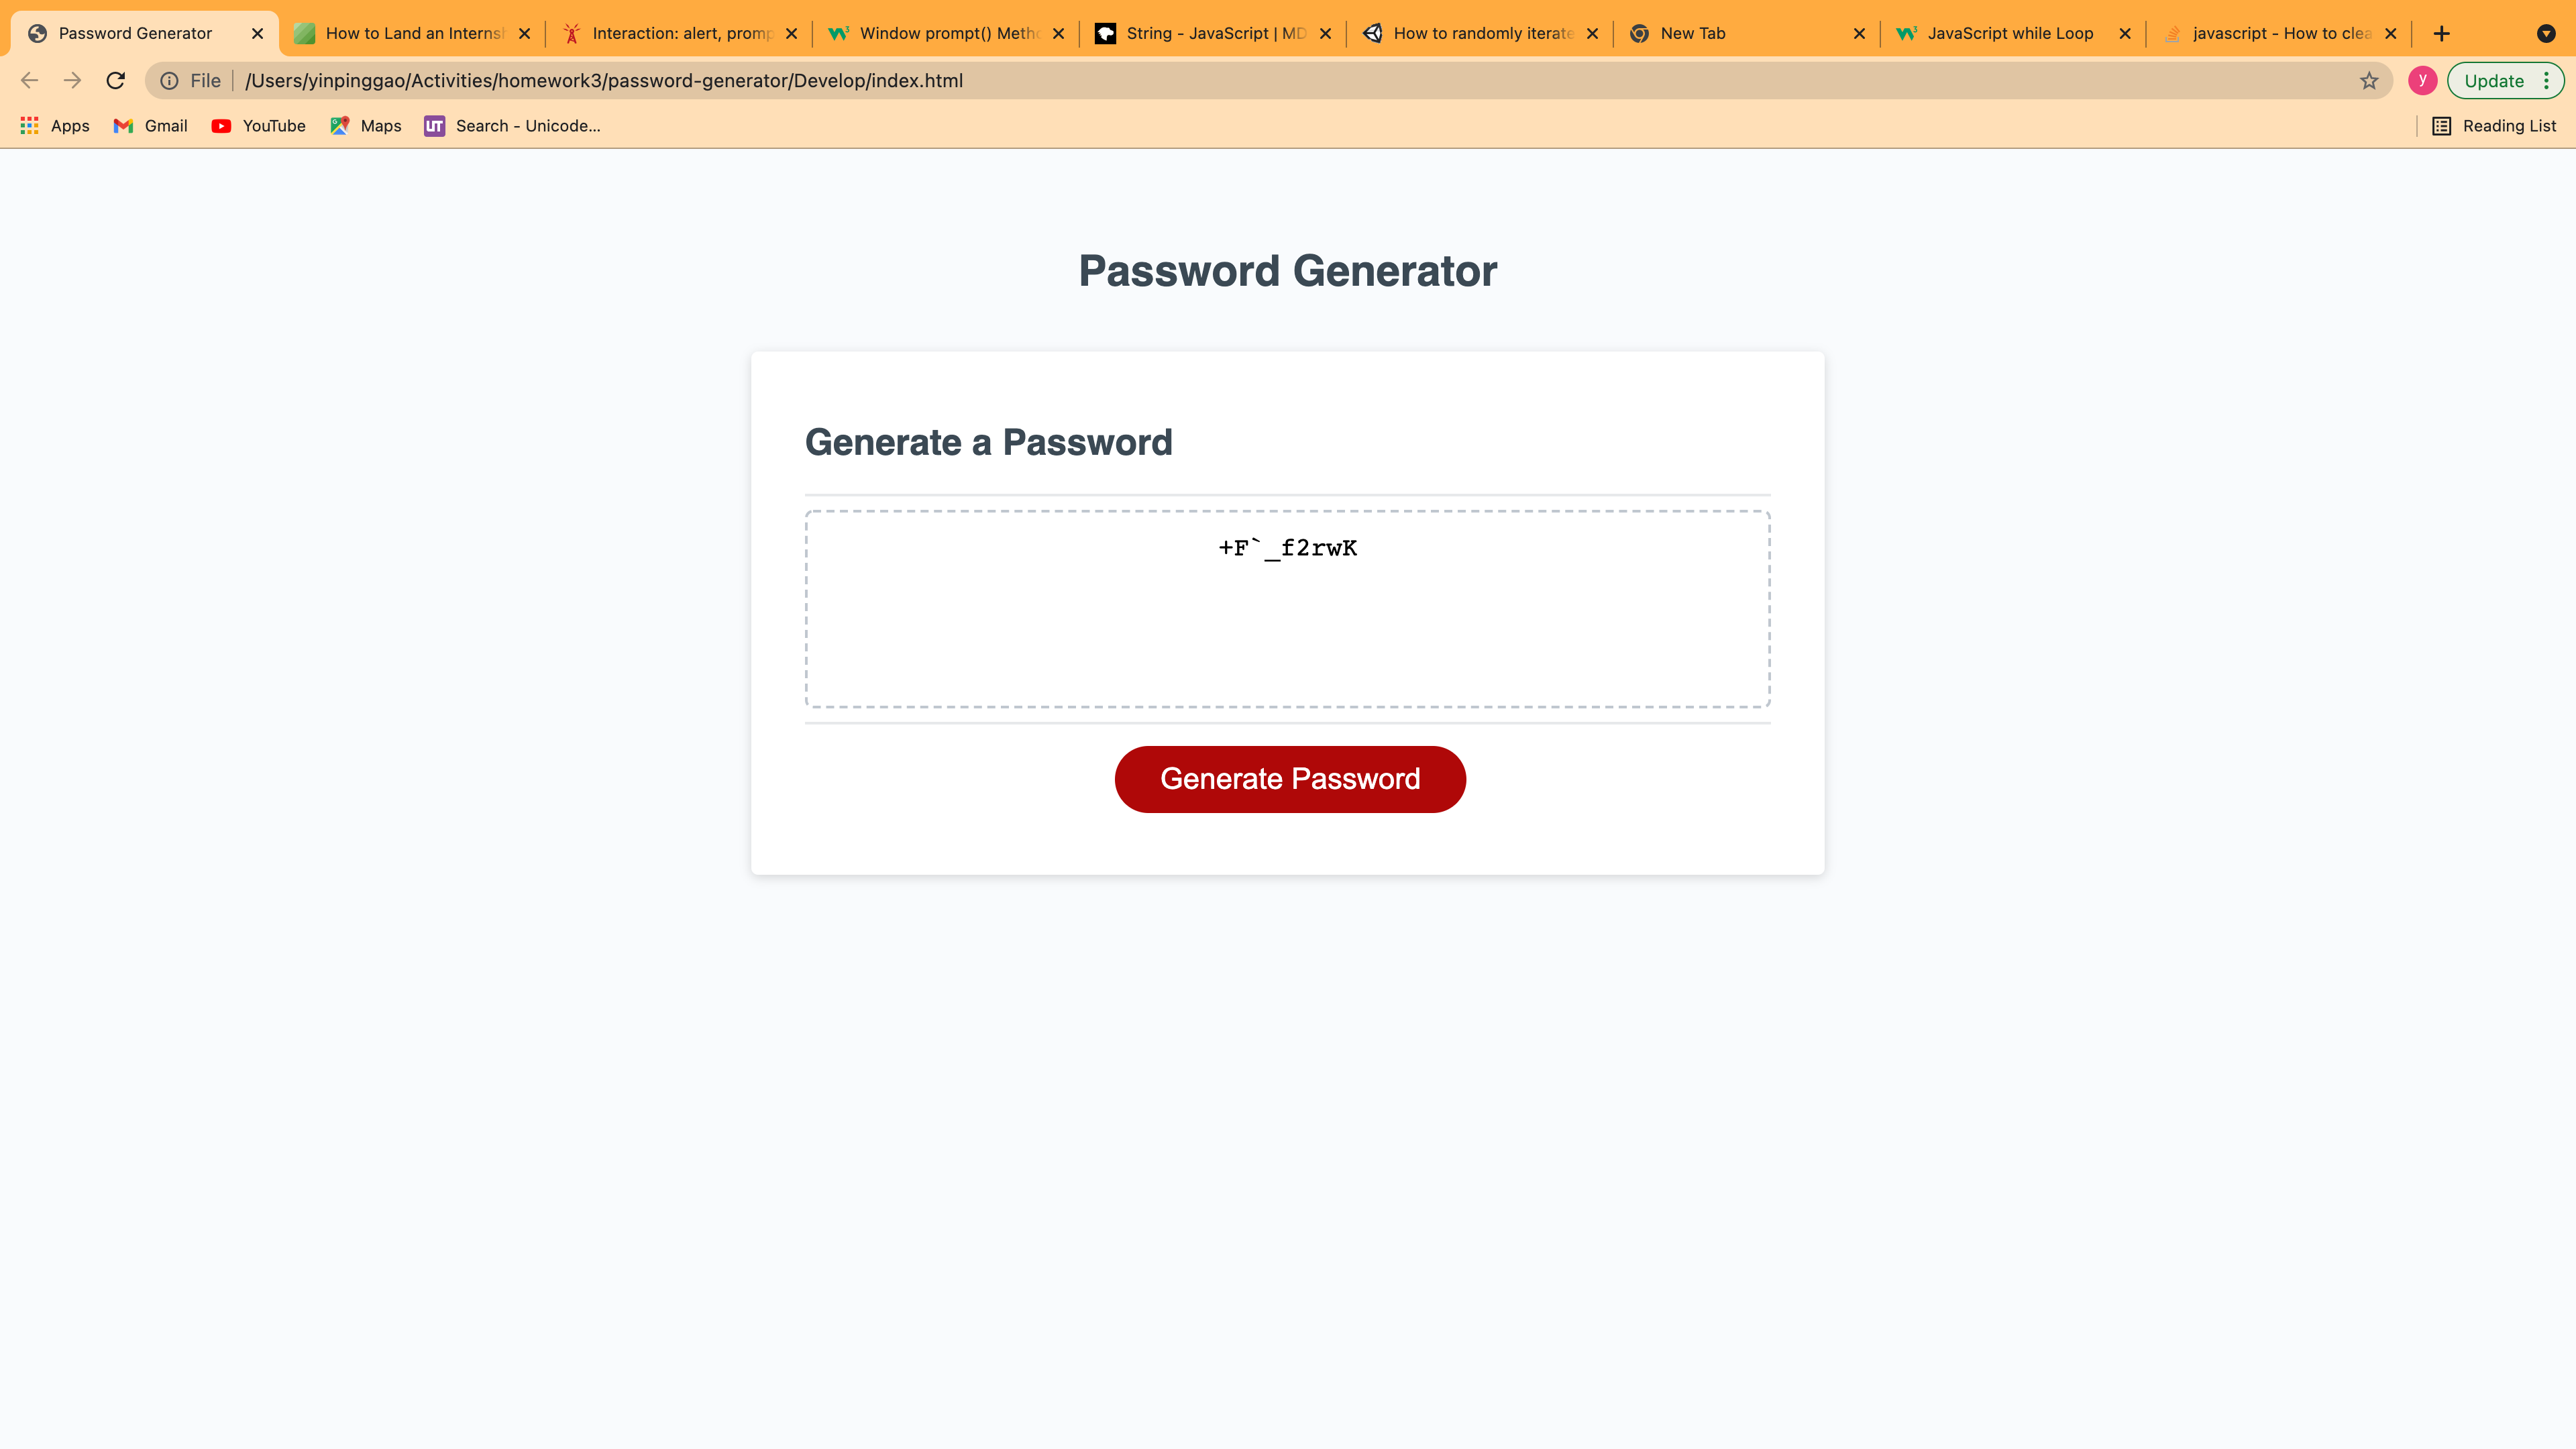 Password Generator
How to Land an Interns
Interaction: alert, promp
Window prompt() Meth
String - JavaScript | MD
How to randomly iterate
New Tab
JavaScript while Loop
javascript - How to clea
File
/Users/yinpinggao/Activities/homework3/password-generator/Develop/index.html
y
Update
Apps
Gmail
YouTube
Maps
UT
Search - Unicode...
Reading List
Password Generator
Generate a Password
+F`_f2rwK
Generate Password